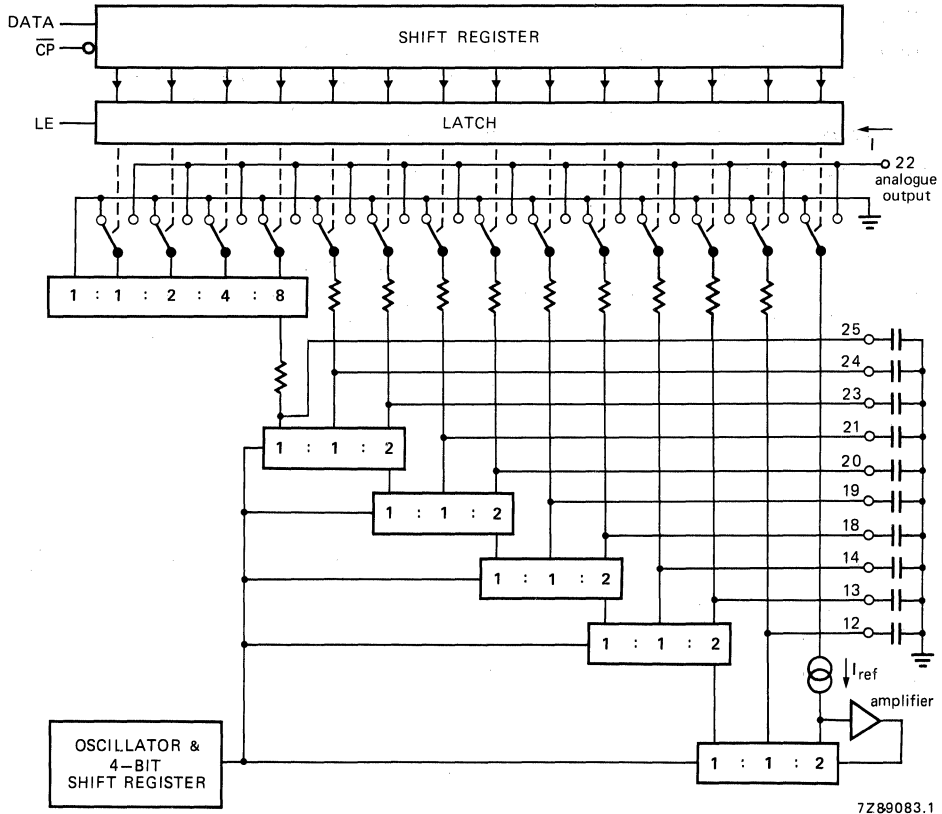 DATA
CP
SHIFT REGISTER
LE
LATCH
I
22
analogue
output
1 : 1 : 2 : 4 : 8
25
24
23
21
1 : 1 : 2
20
19
1 : 1 : 2
18
14
1 : 1 : 2
13
12
1 : 1 : 2
Iref
amplifier
OSCILLATOR &
4-BIT
SHIFT REGISTER
1 : 1 : 2
7Z89083.1